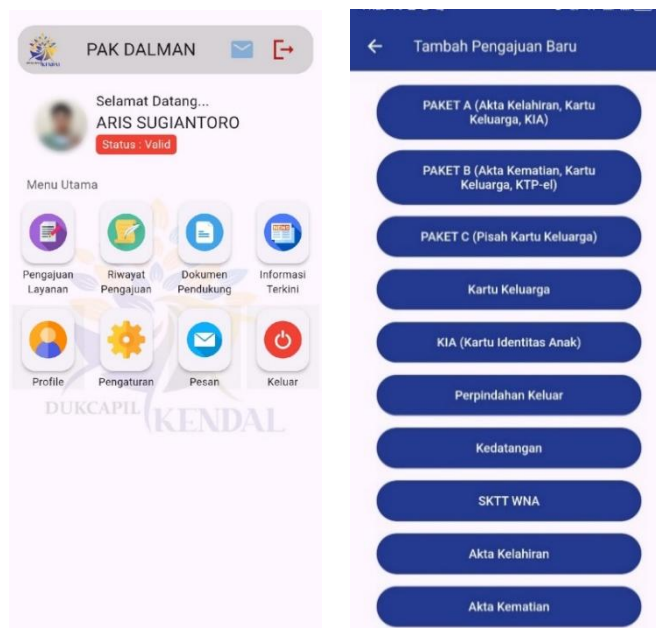 PAK DALMAN
Selamat Datang...
ARIS SUGIANTORO
Status : Valid
Menu Utama
Pengajuan
Layanan
Riwayat
Pengajuan
Dokumen
Pendukung
NEWS
Informasi
Terkini
Profile
Pengaturan
Pesan
Keluar
DUKCAPIL
KENDAL
Tambah Pengajuan Baru
PAKET A (Akta Kelahiran, Kartu
Keluarga, KIA)
PAKET B (Akta Kematian, Kartu
Keluarga, KTP-el)
PAKET C (Pisah Kartu Keluarga)
Kartu Keluarga
KIA (Kartu Identitas Anak)
Perpindahan Keluar
Kedatangan
SKTT WNA
Akta Kelahiran
Akta Kematian